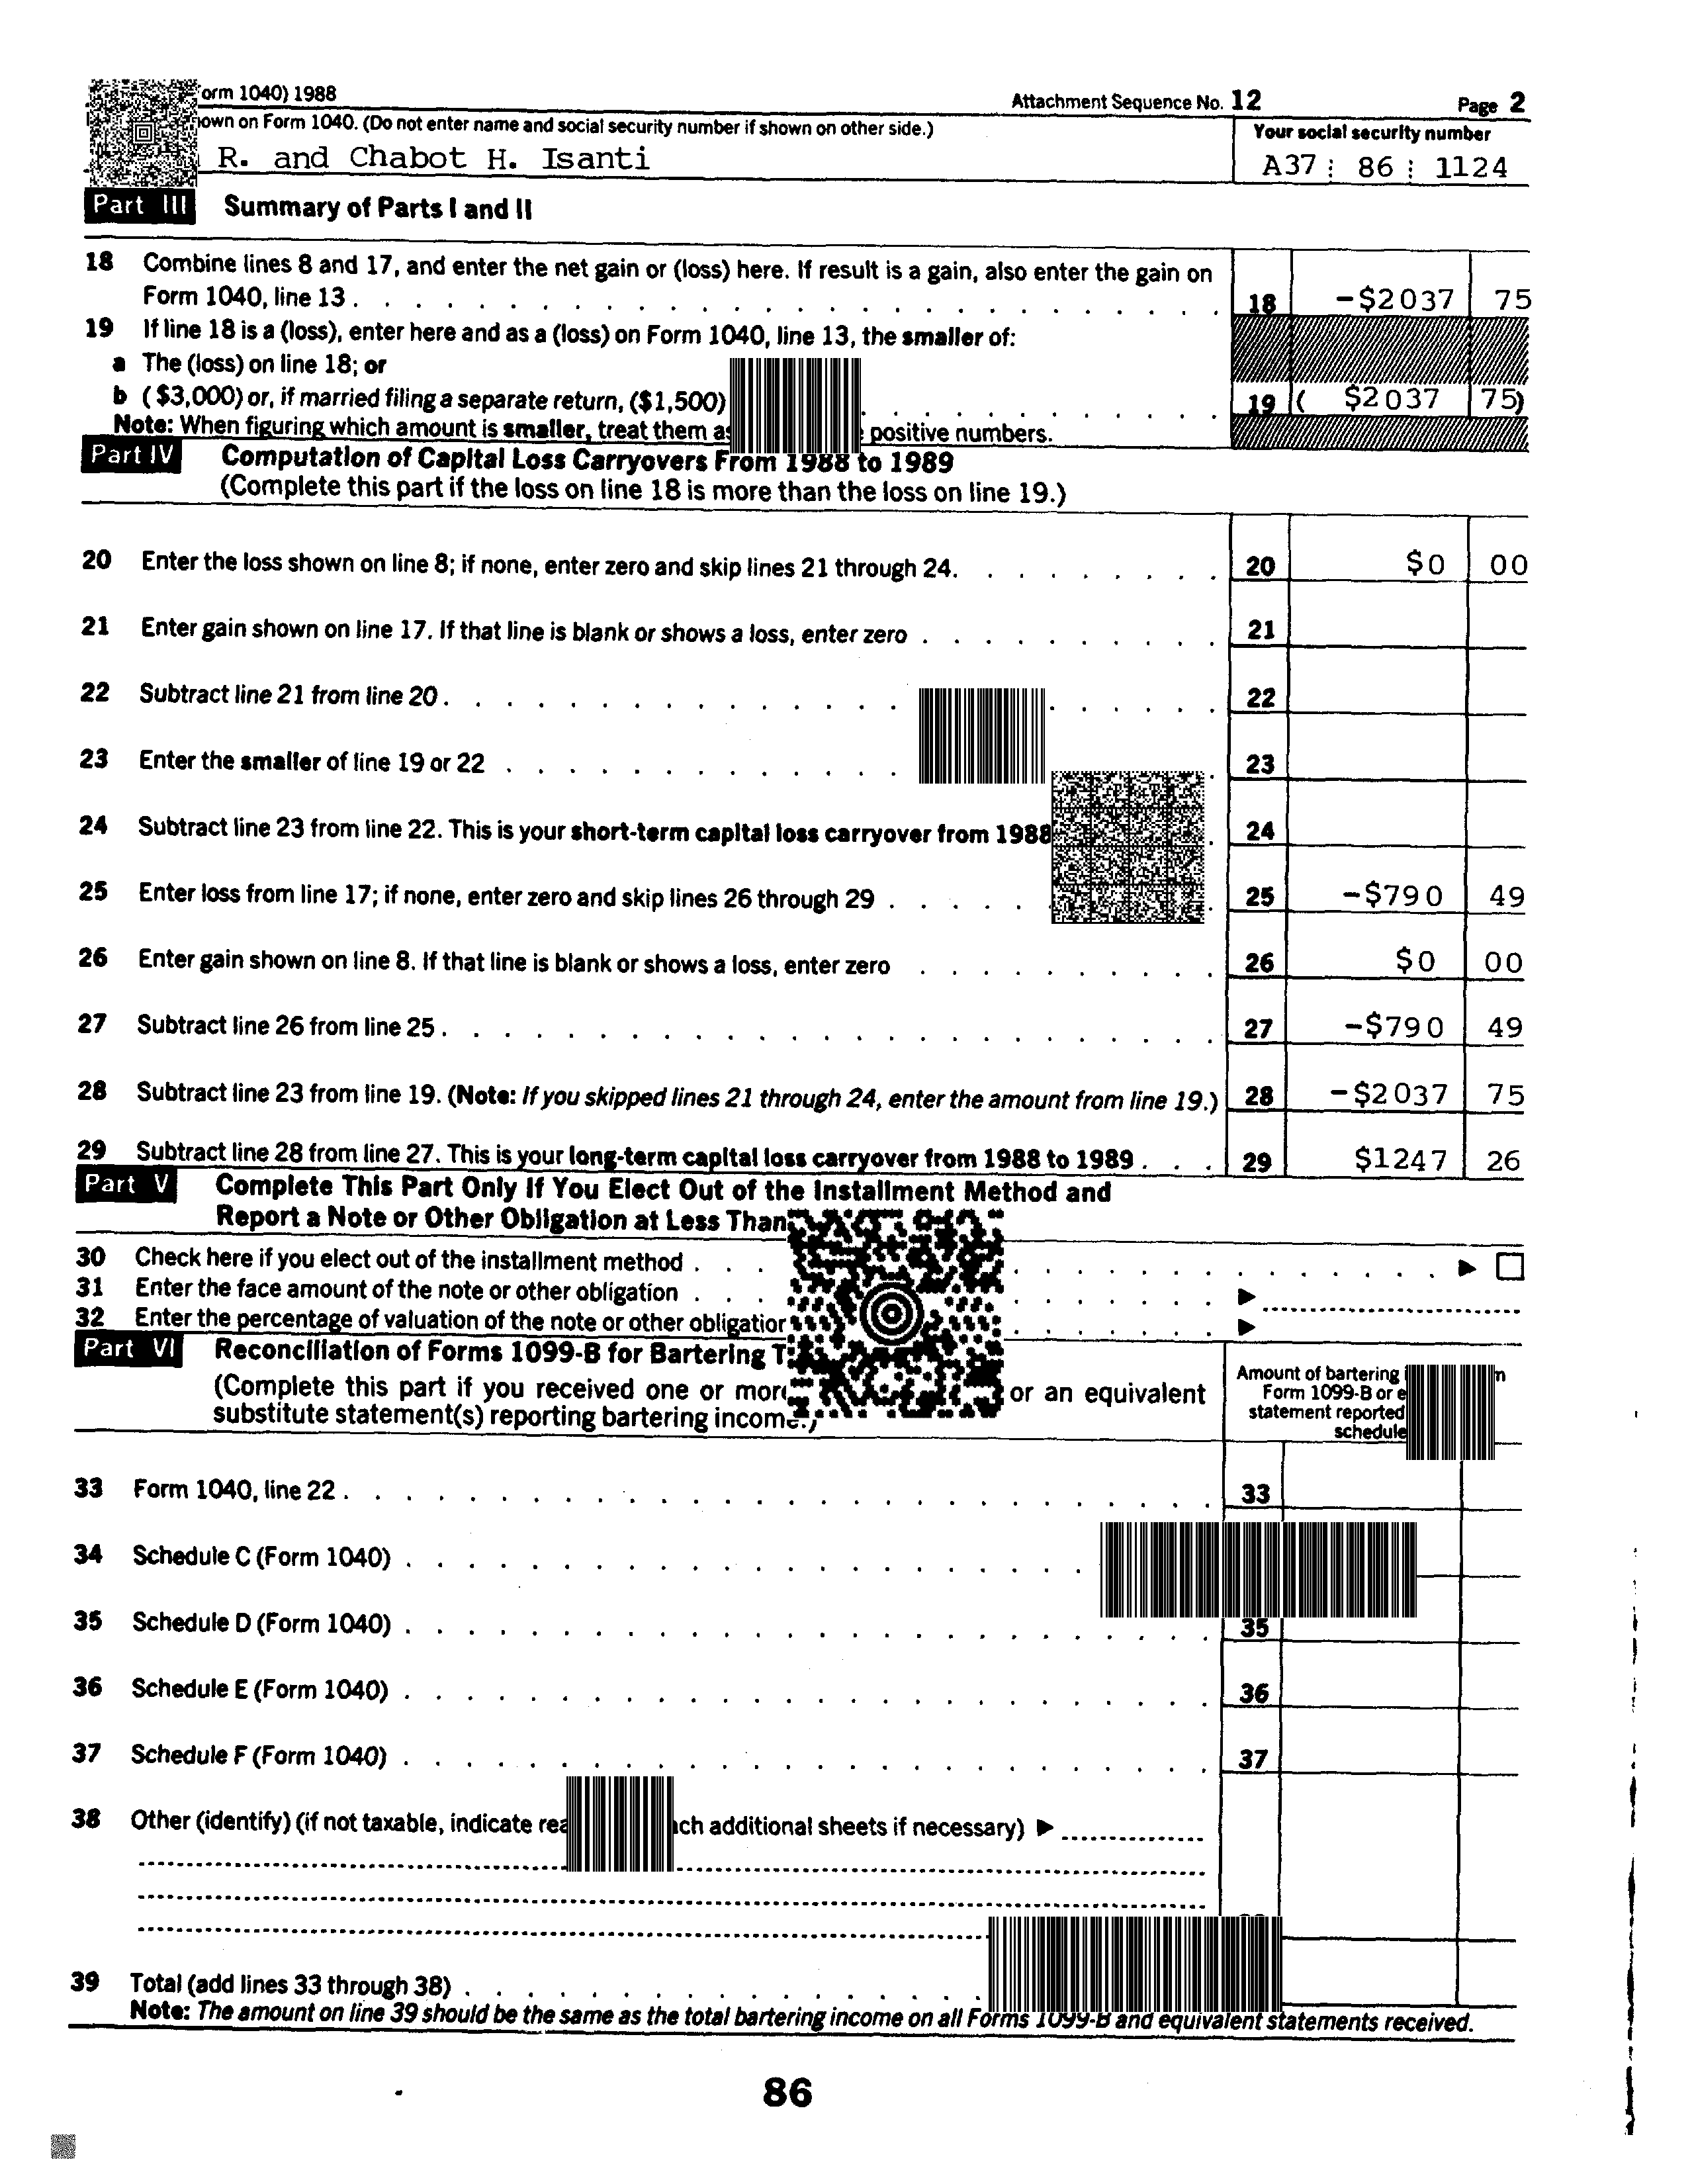 orm 1040) 1988 Attachment Sequence No. 12 Page 2
own on Form 1040. (Do not enter name and social security number if shown on other side.) Your social security number
R. and Chabot H. Isanti A37 86 1124
Part III Summary of Parts I and II
18 Combine lines 8 and 17, and enter the net gain or (loss) here. If result is a gain, also enter the gain on
Form 1040, line 13 . . . . 18 -$2037 75
19 If line 18 is a (loss), enter here and as a (loss) on Form 1040, line 13, the smaller of:
a The (loss) on line 18; or
b ($3,000) or, if married filing a separate return, ($1,500) . . . . 19 ( $2037 75)
Note: When figuring which amount is smaller, treat them as positive numbers.
Part IV Computation of Capital Loss Carryovers From 1988 to 1989
(Complete this part if the loss on line 18 is more than the loss on line 19.)
20 Enter the loss shown on line 8; if none, enter zero and skip lines 21 through 24. . . . . 20 $0 00
21 Enter gain shown on line 17. If that line is blank or shows a loss, enter zero . . . . 21
22 Subtract line 21 from line 20 . . . . 22
23 Enter the smaller of line 19 or 22 . . . . 23
24 Subtract line 23 from line 22. This is your short-term capital loss carryover from 1988 . 24
25 Enter loss from line 17; if none, enter zero and skip lines 26 through 29 . . . . 25 -$790 49
26 Enter gain shown on line 8. If that line is blank or shows a loss, enter zero . . . . 26 $0 00
27 Subtract line 26 from line 25 . . . . 27 -$790 49
28 Subtract line 23 from line 19. (Note: If you skipped lines 21 through 24, enter the amount from line 19.) 28 -$2037 75
29 Subtract line 28 from line 27. This is your long-term capital loss carryover from 1988 to 1989 . . . 29 $1247 26
Part V Complete This Part Only If You Elect Out of the Installment Method and
Report a Note or Other Obligation at Less Than
30 Check here if you elect out of the installment method . . . .
31 Enter the face amount of the note or other obligation . . . .
32 Enter the percentage of valuation of the note or other . . . .
Part VI Reconciliation of Forms 1099-B for Bartering
(Complete this part if you received one or or an equivalent
substitute statement(s) reporting bartering income.)
Amount of bartering
Form 1099-B or
statement reported
schedule
33 Form 1040, line 22 . . . . 33
34 Schedule C (Form 1040) . . . .
35 Schedule D (Form 1040) . . . . 35
36 Schedule E (Form 1040) . . . . 36
37 Schedule F (Form 1040) . . . . 37
38 Other (identify) (if not taxable, indicate additional sheets if necessary)
39 Total (add lines 33 through 38) . . . .
Note: The amount on line 39 should be the same as the total bartering income on all Forms 1099-B and equivalent statements received.
86